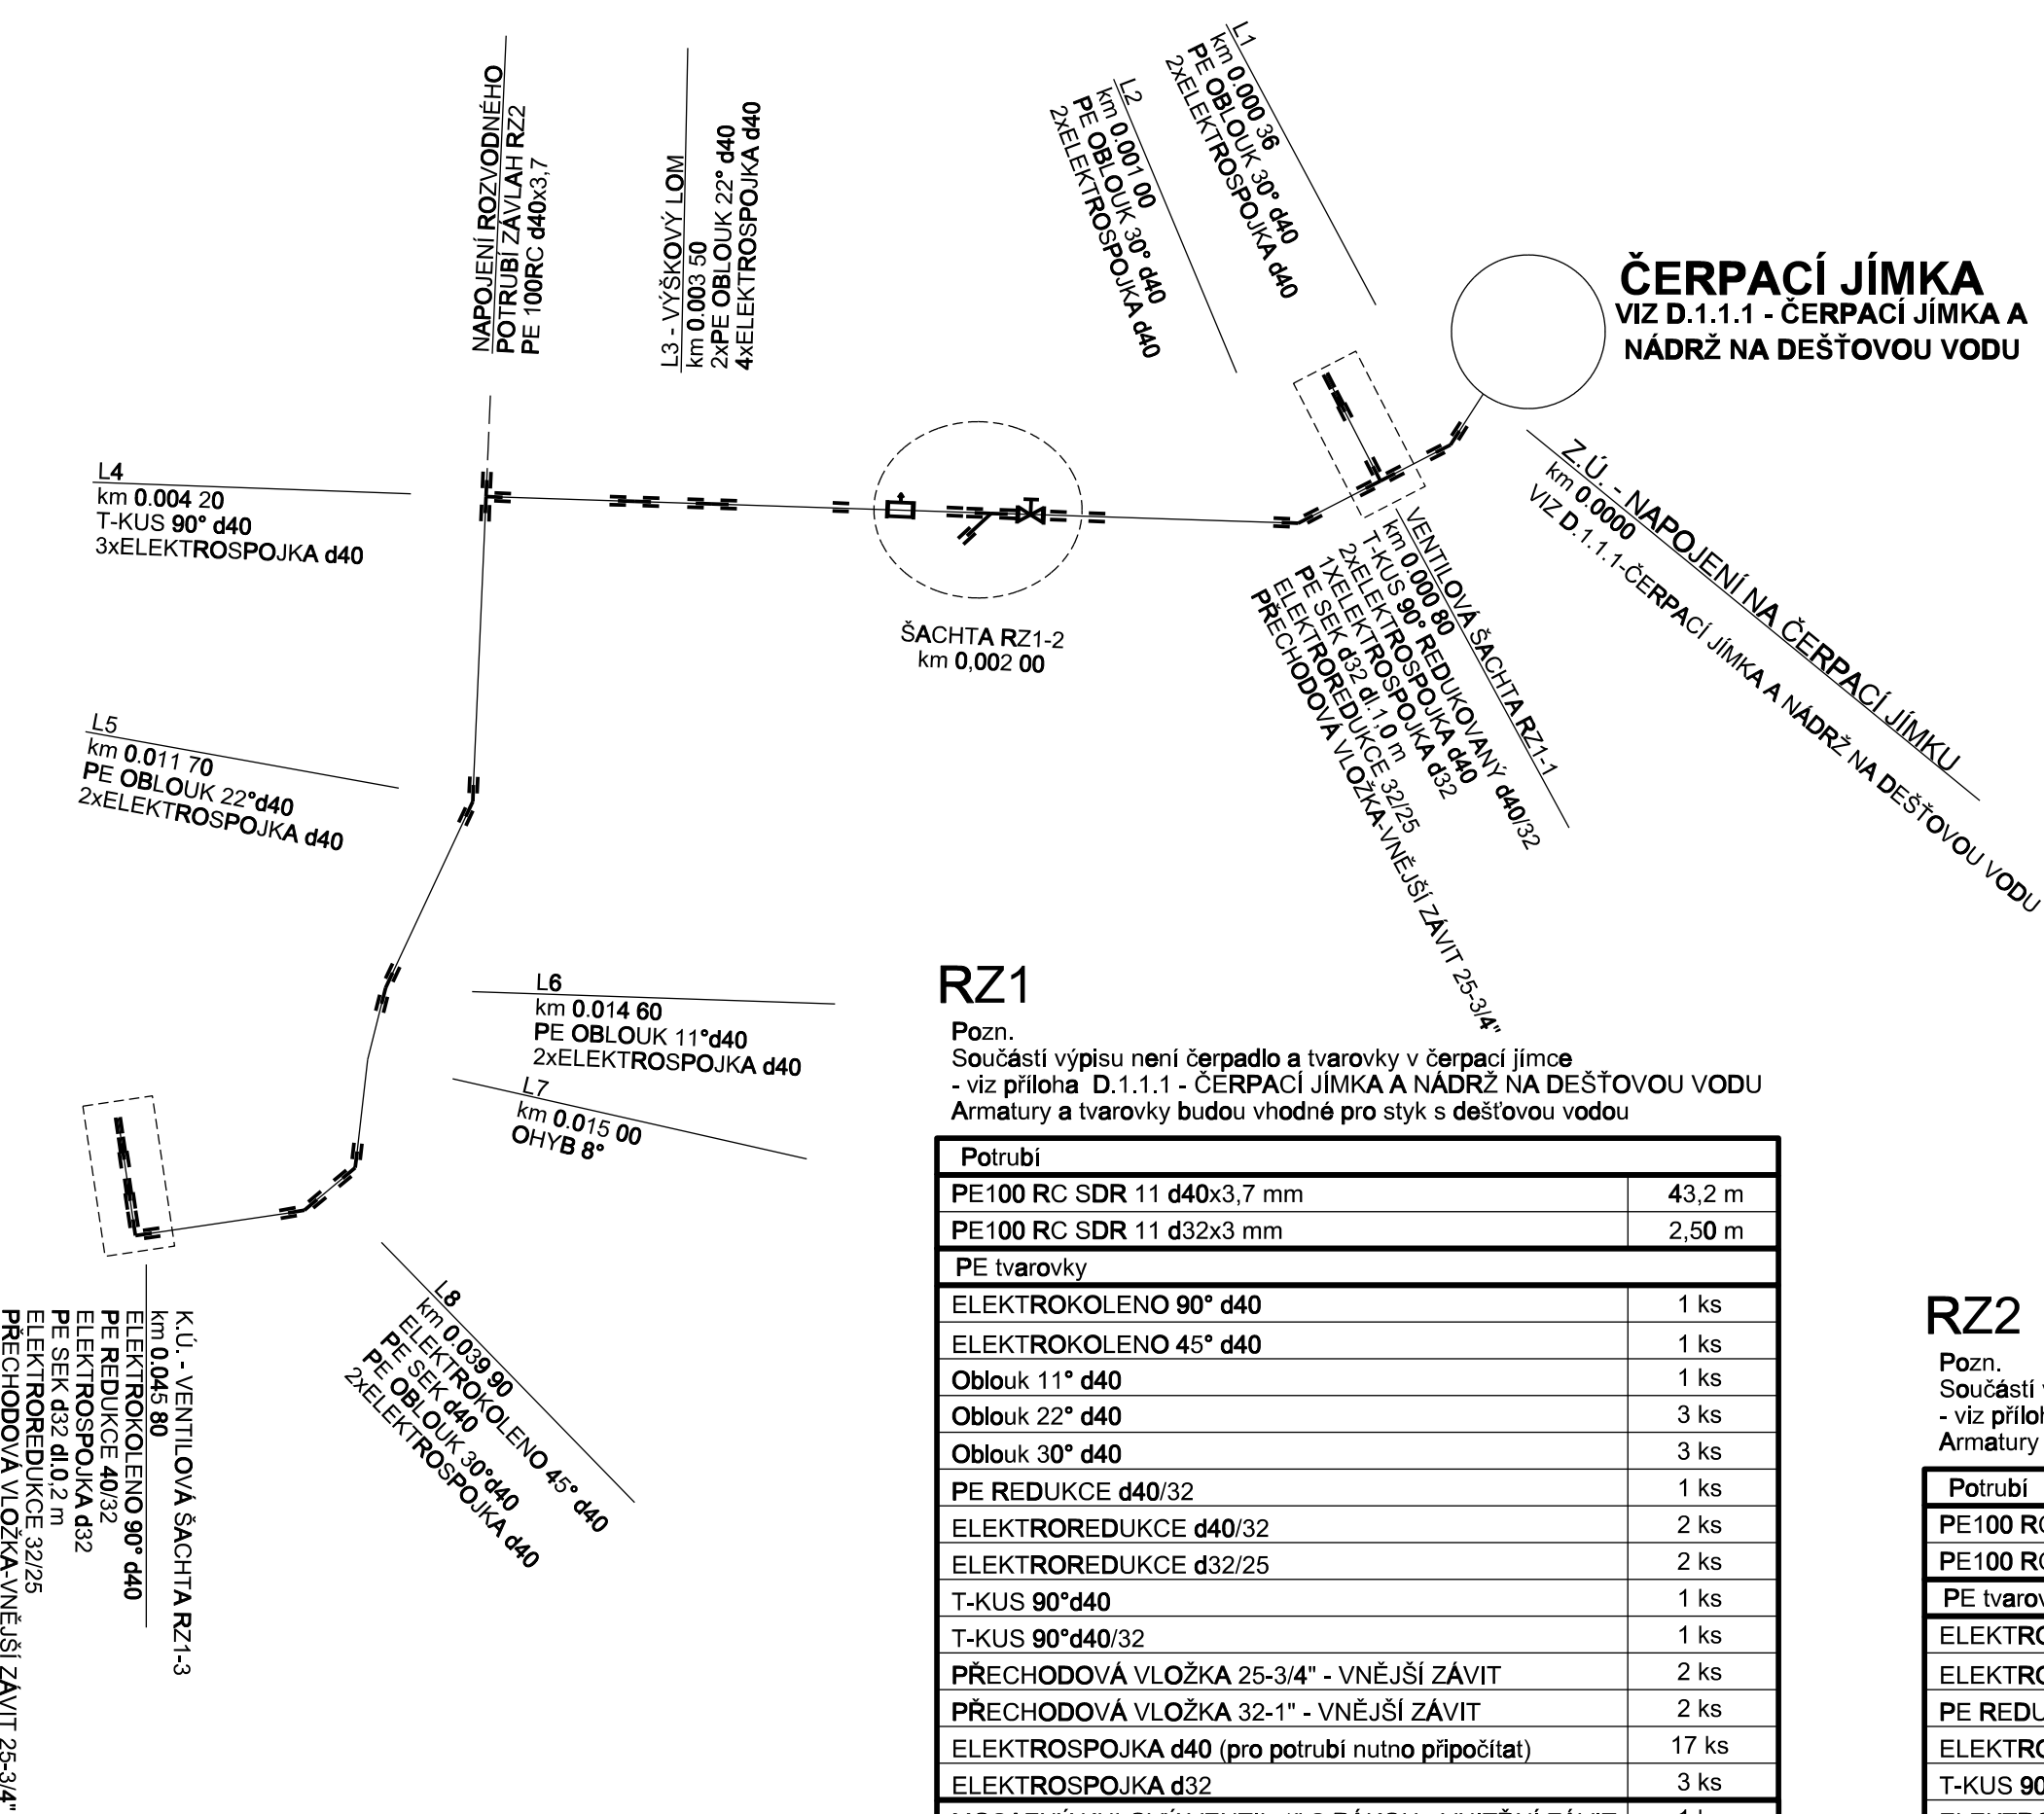 NAPOJENÍ ROZVODNÉHO
POTRUBÍ ZÁVLAH RZ2
PE 100RC d40x3,7
L3 - VÝŠKOVÝ LOM
km 0.003 50
2xPE OBLOUK 22° d40
4xELEKTROSPOJKA d40
L2
km 0.001 00
PE OBLOUK 30° d40
2xELEKTROSPOJKA d40
L1
km 0.000 36
PE OBLOUK 30° d40
2xELEKTROSPOJKA d40
ČERPACÍ JÍMKA
VIZ D.1.1.1 - ČERPACÍ JÍMKA A
NÁDRŽ NA DEŠŤOVOU VODU
Z.Ú. - NAPOJENÍ NA ČERPACÍ JÍMKU
km 0.0000
VIZ D.1.1.1-ČERPACÍ JÍMKA A NÁDRŽ NA DEŠŤOVOU VODU
VENTILOVÁ ŠACHTA RZ1-1
km 0.000 80
T-KUS 90° REDUKOVANÝ d40/32
2xELEKTROSPOJKA d40
1XELEKTROSPOJKA d32
PE SEK d32 dl.1,0 m
ELEKTROREDUKCE 32/25
PŘECHODOVÁ VLOŽKA-VNĚJŠÍ ZÁVIT 25-3/4"
L4
km 0.004 20
T-KUS 90° d40
3xELEKTROSPOJKA d40
ŠACHTA RZ1-2
km 0,002 00
L5
km 0.011 70
PE OBLOUK 22°d40
2xELEKTROSPOJKA d40
L6
km 0.014 60
PE OBLOUK 11°d40
2xELEKTROSPOJKA d40
L7
km 0.015 00
OHYB 8°
L8
km 0.039 90
ELEKTROKOLENO 45° d40
PE SEK d40
PE OBLOUK 30°d40
2xELEKTROSPOJKA d40
K.Ú. - VENTILOVÁ ŠACHTA RZ1-3
km 0.045 80
ELEKTROKOLENO 90° d40
PE REDUKCE 40/32
ELEKTROSPOJKA d32
PE SEK d32 dl.0,2 m
ELEKTROREDUKCE 32/25
PŘECHODOVÁ VLOŽKA-VNĚJŠÍ ZÁVIT 25-3/4"
RZ1
Pozn.
Součástí výpisu není čerpadlo a tvarovky v čerpací jímce
- viz příloha D.1.1.1 - ČERPACÍ JÍMKA A NÁDRŽ NA DEŠŤOVOU VODU
Armatury a tvarovky budou vhodné pro styk s dešťovou vodou
Potrubí
PE100 RC SDR 11 d40x3,7 mm 43,2 m
PE100 RC SDR 11 d32x3 mm 2,50 m
PE tvarovky
ELEKTROKOLENO 90° d40 1 ks
ELEKTROKOLENO 45° d40 1 ks
Oblouk 11° d40 1 ks
Oblouk 22° d40 3 ks
Oblouk 30° d40 3 ks
PE REDUKCE d40/32 1 ks
ELEKTROREDUKCE d40/32 2 ks
ELEKTROREDUKCE d32/25 2 ks
T-KUS 90°d40 1 ks
T-KUS 90°d40/32 1 ks
PŘECHODOVÁ VLOŽKA 25-3/4" - VNĚJŠÍ ZÁVIT 2 ks
PŘECHODOVÁ VLOŽKA 32-1" - VNĚJŠÍ ZÁVIT 2 ks
ELEKTROSPOJKA d40 (pro potrubí nutno připočítat) 17 ks
ELEKTROSPOJKA d32 3 ks
RZ2
Pozn.
Součástí
- viz
Armatury
Potrubí
PE100
PE100
PE
T-KUS